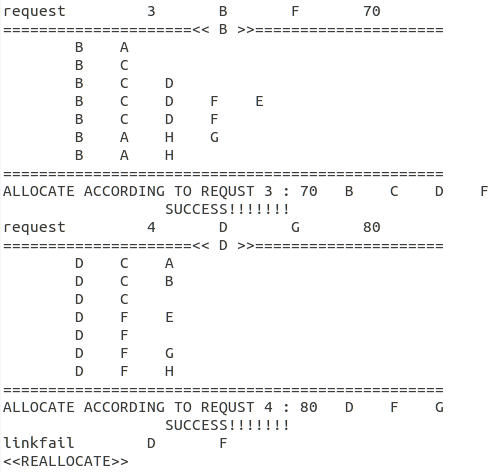 request 3 B F 70
=====================<< B >>=====================
B A
B C
B C D
B C D F E
B C D F
B A H G
B A H
=================================================
ALLOCATE ACCORDING TO REQUST 3 : 70 B C D F
SUCCESS!!!!!!!
request 4 D G 80
=====================<< D >>=====================
D C A
D C B
D C
D F E
D F
D F G
D F H
=================================================
ALLOCATE ACCORDING TO REQUST 4 : 80 D F G
SUCCESS!!!!!!!
linkfail D F
<<REALLOCATE>>